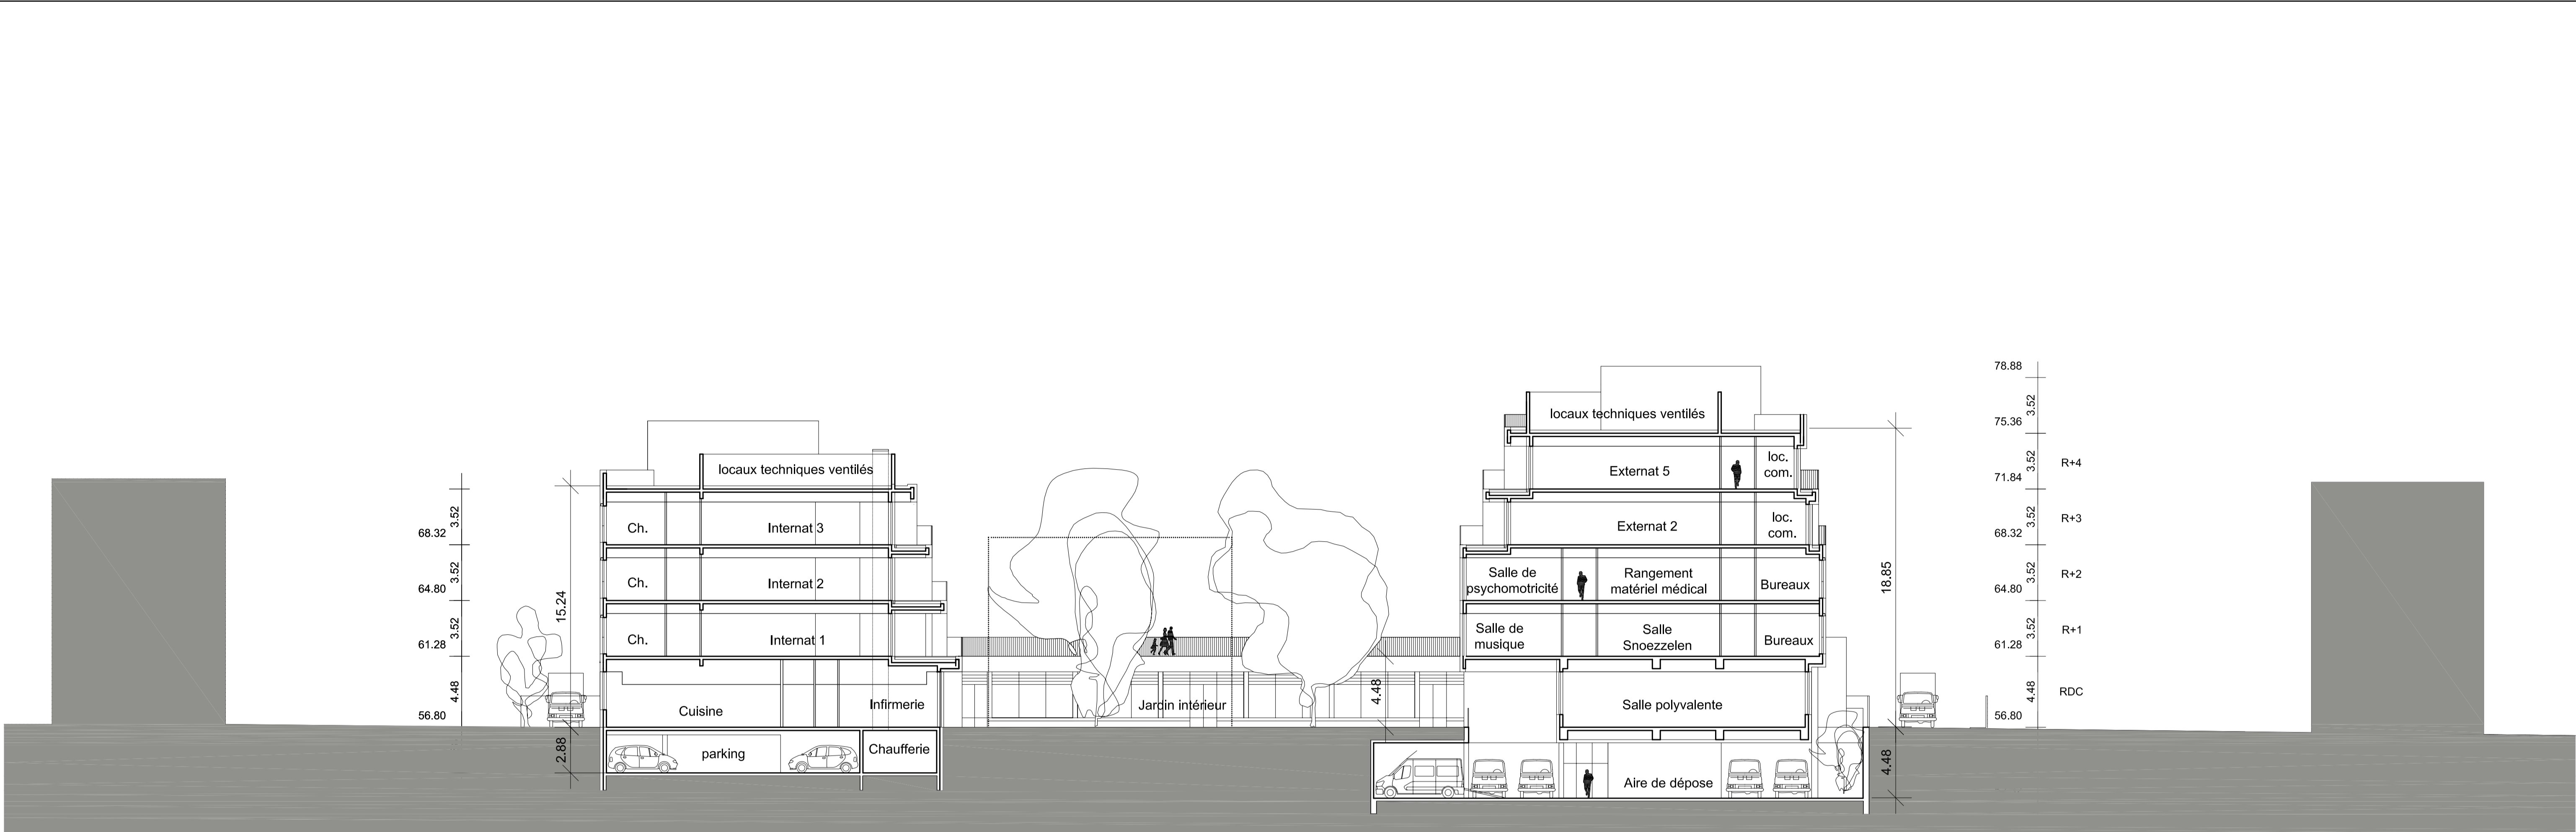 78.88
3.52
75.36
3.52
R+4
71.84
3.52
R+3
68.32
3.52
R+2
64.80
3.52
R+1
61.28
4.48
RDC
56.80
3.52
68.32
3.52
64.80
3.52
61.28
4.48
56.80
15.24
2.88
locaux techniques ventilés
Ch.
Internat 3
Ch.
Internat 2
Ch.
Internat 1
Cuisine
Infirmerie
parking
Chaufferie
Jardin intérieur
4.48
locaux techniques ventilés
Externat 5
loc.
com.
Externat 2
loc.
com.
Salle de
psychomotricité
Rangement
matériel médical
Bureaux
Salle de
musique
Salle
Snoezzelen
Bureaux
Salle polyvalente
Aire de dépose
18.85
4.48